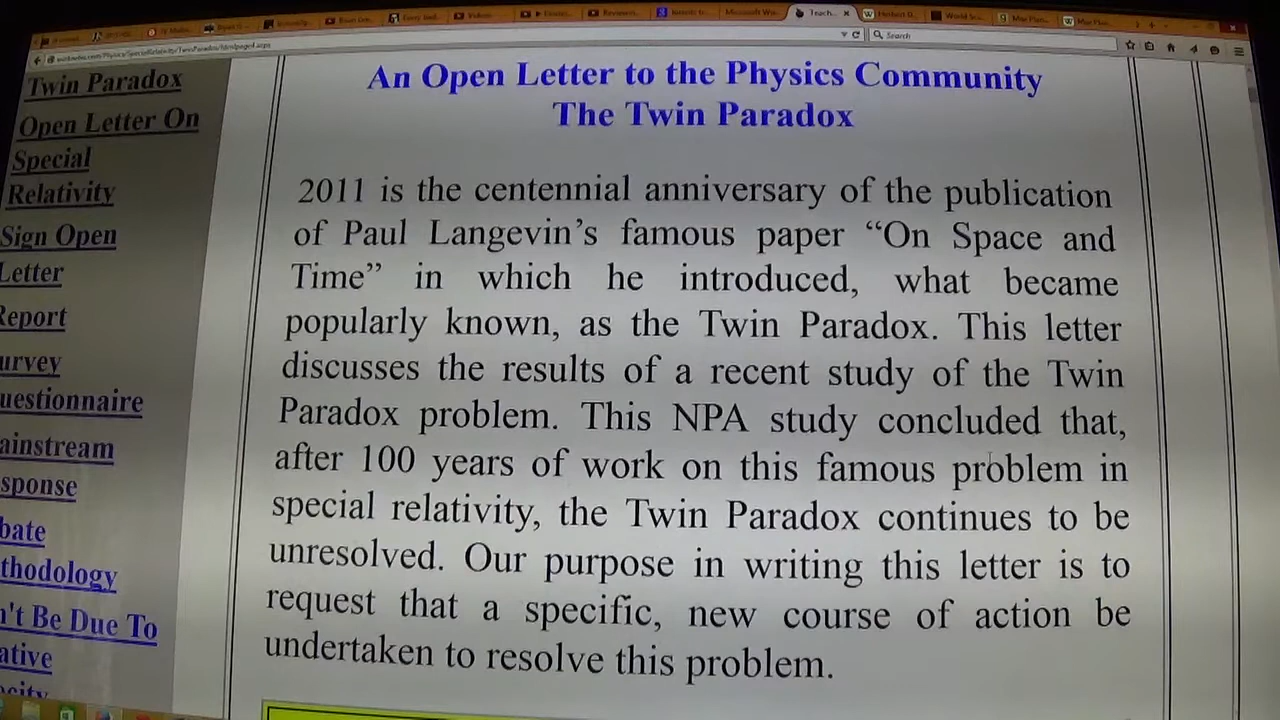 Search
Twin Paradox
Open Letter On
Special
Relativity
Sign Open
Letter
Report
urvey
uestionnaire
ainstream
sponse
bate
thodology
n't Be Due To
ative
ocity
An Open Letter to the Physics Community
The Twin Paradox
2011 is the centennial anniversary of the publication
of Paul Langevin's famous paper “On Space and
Time” in which he introduced, what became
popularly known, as the Twin Paradox. This letter
discusses the results of a recent study of the Twin
Paradox problem. This NPA study concluded that,
after 100 years of work on this famous problem in
special relativity, the Twin Paradox continues to be
unresolved. Our purpose in writing this letter is to
request that a specific, new course of action be
undertaken to resolve this problem.